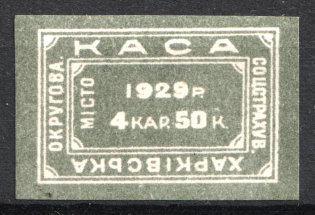 КАСА
ОКРУГОВА.
МІСТО
1929 Р.
4 КАР. 50 К.
СОЦСТРАХУВ.
ХАРКІВСЬКА